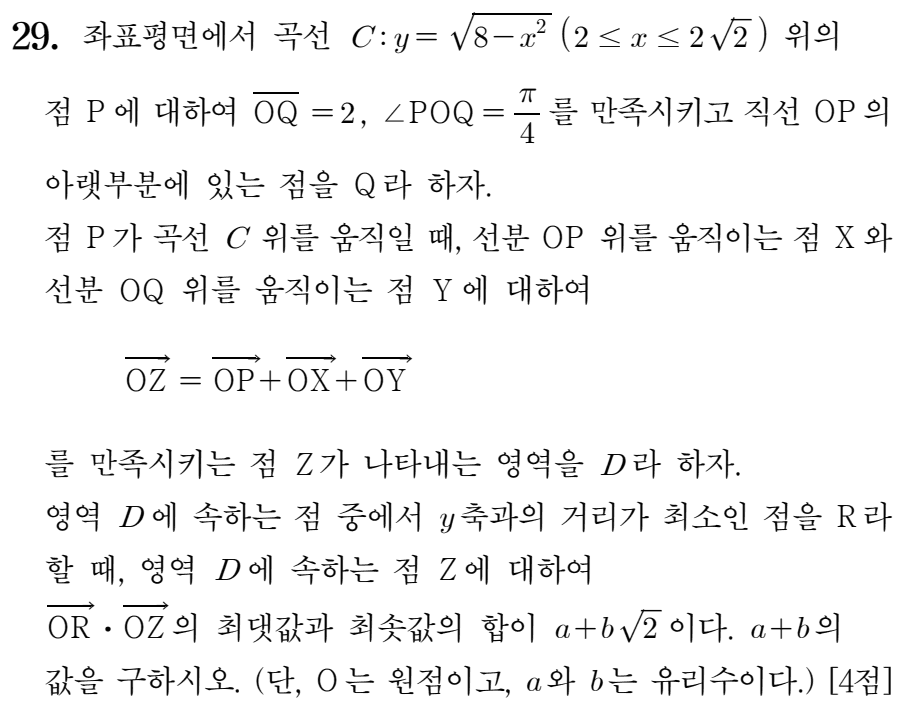 29. 좌표평면에서 곡선 C : y = √(8−x²) (2 ≤ x ≤ 2√2) 위의
점 P에 대하여 \overline{OQ} = 2, ∠POQ = π/4 를 만족시키고 직선 OP의
아랫부분에 있는 점을 Q라 하자.
점 P가 곡선 C 위를 움직일 때, 선분 OP 위를 움직이는 점 X와
선분 OQ 위를 움직이는 점 Y에 대하여
\overrightarrow{OZ} = \overrightarrow{OP} + \overrightarrow{OX} + \overrightarrow{OY}
를 만족시키는 점 Z가 나타내는 영역을 D라 하자.
영역 D에 속하는 점 중에서 y축과의 거리가 최소인 점을 R라
할 때, 영역 D에 속하는 점 Z에 대하여
\overrightarrow{OR} · \overrightarrow{OZ}의 최댓값과 최솟값의 합이 a+b√2 이다. a+b의
값을 구하시오. (단, O는 원점이고, a와 b는 유리수이다.) [4점]